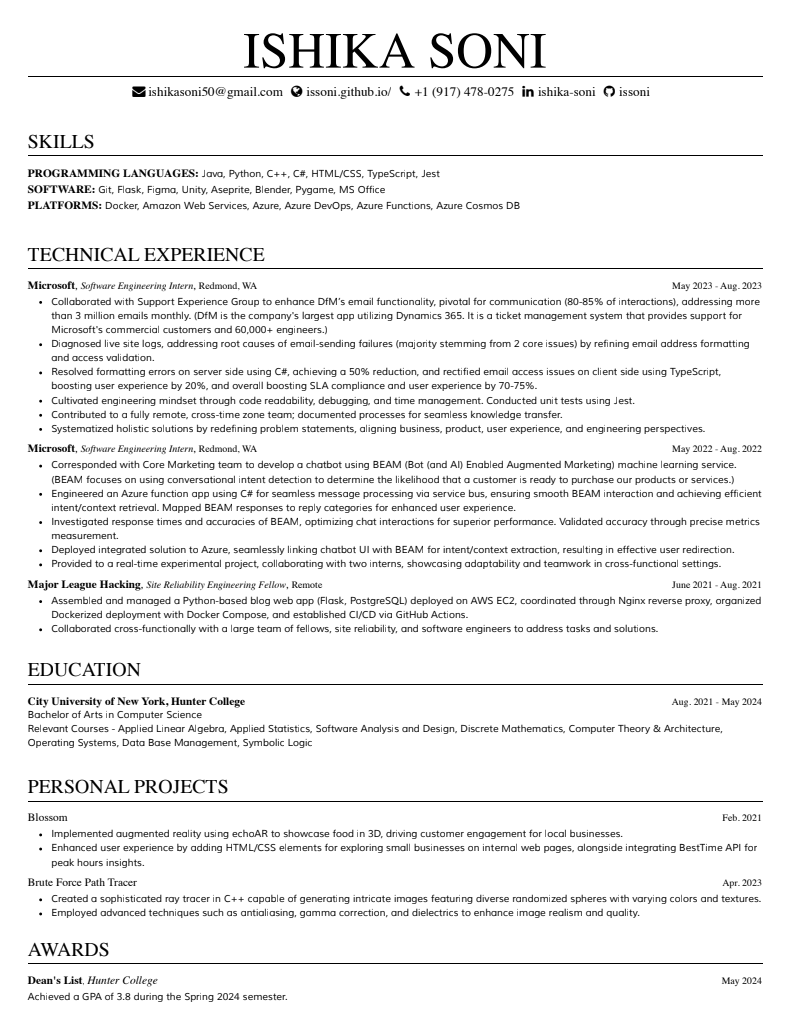 ISHIKA SONI
ishikasoni50@gmail.com issoni.github.io/ +1 (917) 478-0275 ishika-soni issoni
SKILLS
PROGRAMMING LANGUAGES: Java, Python, C++, C#, HTML/CSS, TypeScript, Jest
SOFTWARE: Git, Flask, Figma, Unity, Aseprite, Blender, Pygame, MS Office
PLATFORMS: Docker, Amazon Web Services, Azure, Azure DevOps, Azure Functions, Azure Cosmos DB
TECHNICAL EXPERIENCE
Microsoft, Software Engineering Intern, Redmond, WA May 2023 - Aug. 2023
• Collaborated with Support Experience Group to enhance DfM's email functionality, pivotal for communication (80-85% of interactions), addressing more
than 3 million emails monthly. (DfM is the company's largest app utilizing Dynamics 365. It is a ticket management system that provides support for
Microsoft's commercial customers and 60,000+ engineers.)
• Diagnosed live site logs, addressing root causes of email-sending failures (majority stemming from 2 core issues) by refining email address formatting
and access validation.
• Resolved formatting errors on server side using C#, achieving a 50% reduction, and rectified email access issues on client side using TypeScript,
boosting user experience by 20%, and overall boosting SLA compliance and user experience by 70-75%.
• Cultivated engineering mindset through code readability, debugging, and time management. Conducted unit tests using Jest.
• Contributed to a fully remote, cross-time zone team; documented processes for seamless knowledge transfer.
• Systematized holistic solutions by redefining problem statements, aligning business, product, user experience, and engineering perspectives.
Microsoft, Software Engineering Intern, Redmond, WA May 2022 - Aug. 2022
• Corresponded with Core Marketing team to develop a chatbot using BEAM (Bot (and AI) Enabled Augmented Marketing) machine learning service.
(BEAM focuses on using conversational intent detection to determine the likelihood that a customer is ready to purchase our products or services.)
• Engineered an Azure function app using C# for seamless message processing via service bus, ensuring smooth BEAM interaction and achieving efficient
intent/context retrieval. Mapped BEAM responses to reply categories for enhanced user experience.
• Investigated response times and accuracies of BEAM, optimizing chat interactions for superior performance. Validated accuracy through precise metrics
measurement.
• Deployed integrated solution to Azure, seamlessly linking chatbot UI with BEAM for intent/context extraction, resulting in effective user redirection.
• Provided to a real-time experimental project, collaborating with two interns, showcasing adaptability and teamwork in cross-functional settings.
Major League Hacking, Site Reliability Engineering Fellow, Remote June 2021 - Aug. 2021
• Assembled and managed a Python-based blog web app (Flask, PostgreSQL) deployed on AWS EC2, coordinated through Nginx reverse proxy, organized
Dockerized deployment with Docker Compose, and established CI/CD via GitHub Actions.
• Collaborated cross-functionally with a large team of fellows, site reliability, and software engineers to address tasks and solutions.
EDUCATION
City University of New York, Hunter College Aug. 2021 - May 2024
Bachelor of Arts in Computer Science
Relevant Courses - Applied Linear Algebra, Applied Statistics, Software Analysis and Design, Discrete Mathematics, Computer Theory & Architecture,
Operating Systems, Data Base Management, Symbolic Logic
PERSONAL PROJECTS
Blossom Feb. 2021
• Implemented augmented reality using echoAR to showcase food in 3D, driving customer engagement for local businesses.
• Enhanced user experience by adding HTML/CSS elements for exploring small businesses on internal web pages, alongside integrating BestTime API for
peak hours insights.
Brute Force Path Tracer Apr. 2023
• Created a sophisticated ray tracer in C++ capable of generating intricate images featuring diverse randomized spheres with varying colors and textures.
• Employed advanced techniques such as antialiasing, gamma correction, and dielectrics to enhance image realism and quality.
AWARDS
Dean's List, Hunter College May 2024
Achieved a GPA of 3.8 during the Spring 2024 semester.